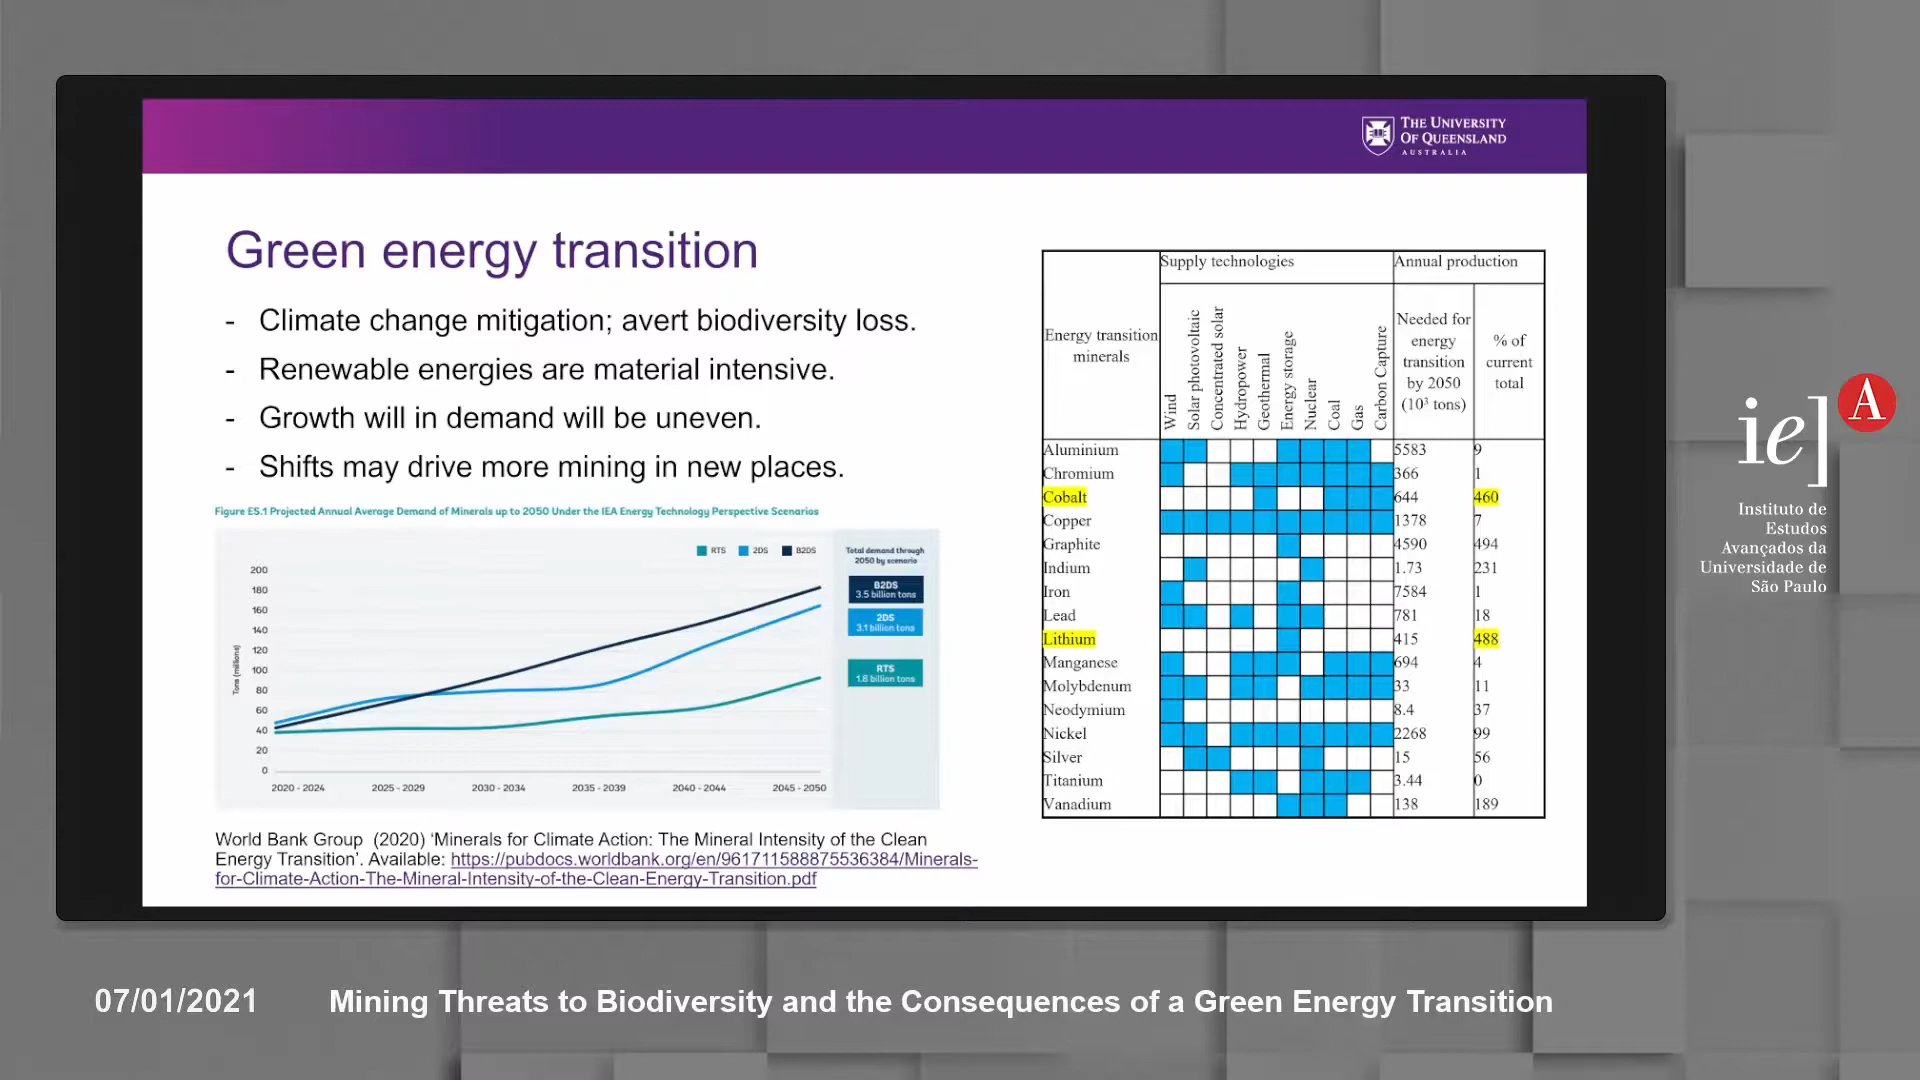 THE UNIVERSITY
OF QUEENSLAND
AUSTRALIA
Green energy transition
- Climate change mitigation; avert biodiversity loss.
- Renewable energies are material intensive.
- Growth will in demand will be uneven.
- Shifts may drive more mining in new places.
Figure ES.1 Projected Annual Average Demand of Minerals up to 2050 Under the IEA Energy Technology Perspective Scenarios
RTS 2DS B2DS
Total demand through
2050 by scenario
B2DS
3.5 billion tons
2DS
3.1 billion tons
RTS
1.8 billion tons
Tons (millions)
200
180
160
140
120
100
80
60
40
20
0
2020 - 2024 2025 - 2029 2030 - 2034 2035 - 2039 2040 - 2044 2045 - 2050
World Bank Group (2020) ‘Minerals for Climate Action: The Mineral Intensity of the Clean
Energy Transition’. Available: https://pubdocs.worldbank.org/en/961711588875536384/Minerals-
for-Climate-Action-The-Mineral-Intensity-of-the-Clean-Energy-Transition.pdf
Supply technologies Annual production
Energy transition
minerals
Wind
Solar photovoltaic
Concentrated solar
Hydropower
Geothermal
Energy storage
Nuclear
Coal
Gas
Carbon Capture
Needed for
energy
transition
by 2050
(10³ tons)
% of
current
total
Aluminium 5583 9
Chromium 366 1
Cobalt 644 460
Copper 1378 7
Graphite 4590 494
Indium 1.73 231
Iron 7584 1
Lead 781 18
Lithium 415 488
Manganese 694 4
Molybdenum 33 11
Neodymium 8.4 37
Nickel 2268 99
Silver 15 56
Titanium 3.44 0
Vanadium 138 189
ie] A
Instituto de
Estudos
Avançados da
Universidade de
São Paulo
07/01/2021 Mining Threats to Biodiversity and the Consequences of a Green Energy Transition